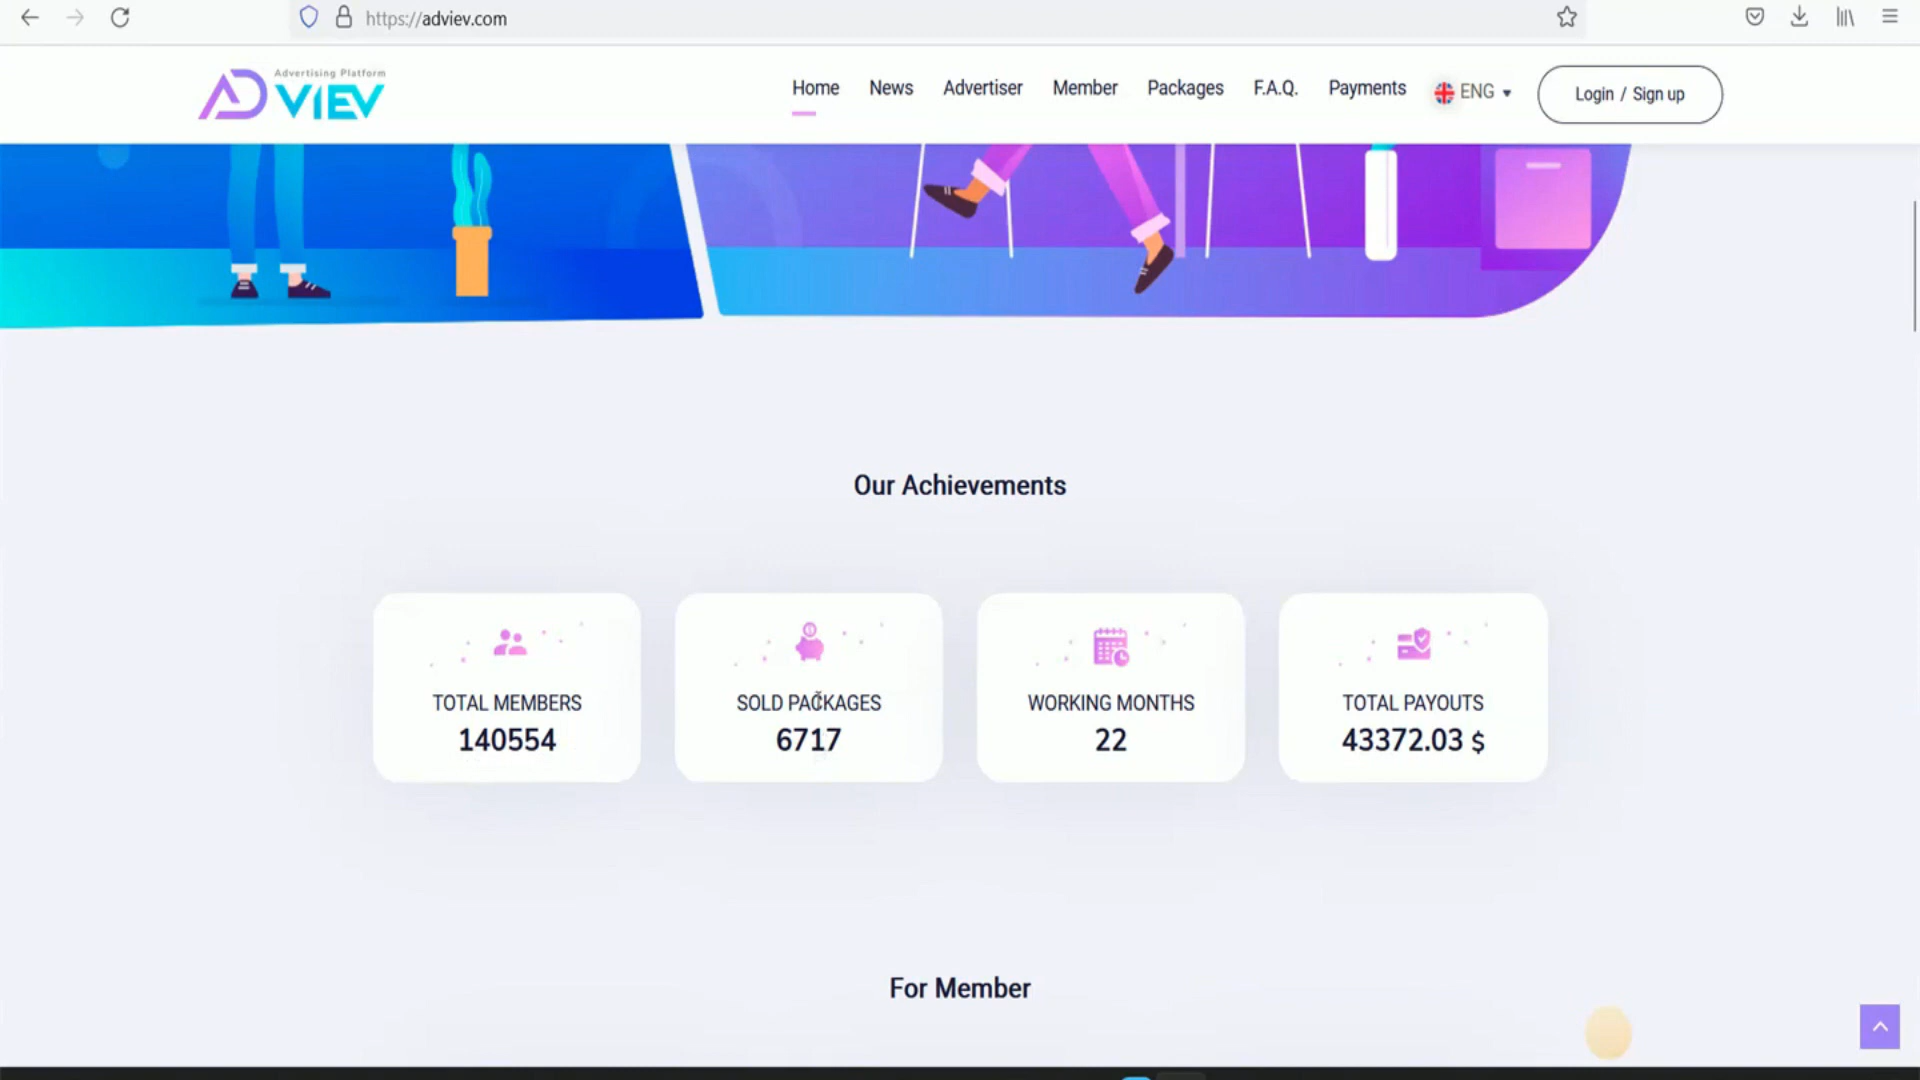 https://adviev.com
Advertising Platform
ADVIEV
Home News Advertiser Member Packages F.A.Q. Payments ENG Login / Sign up
Our Achievements
TOTAL MEMBERS
140554
SOLD PACKAGES
6717
WORKING MONTHS
22
TOTAL PAYOUTS
43372.03 $
For Member